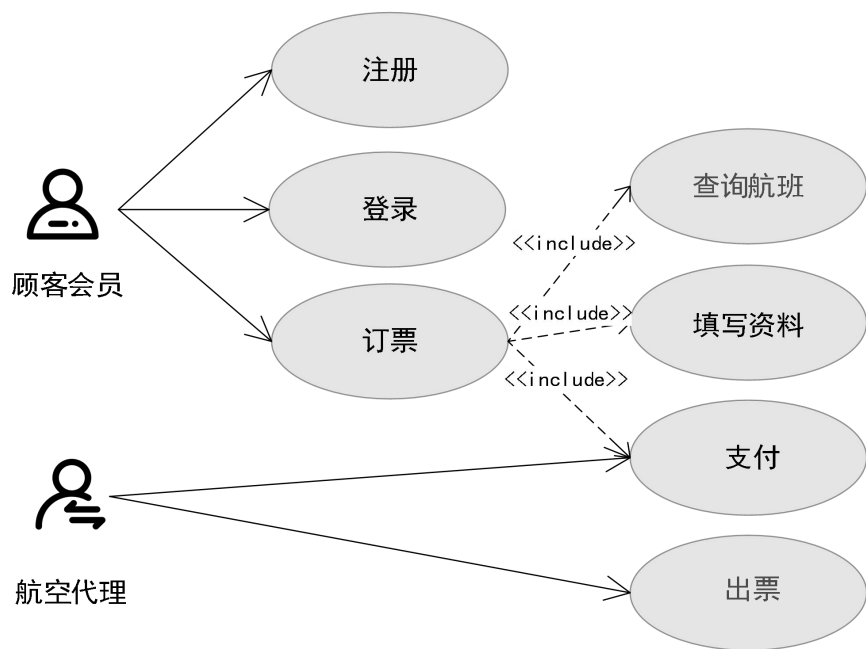 注册
登录
顾客会员
订票
<<include>>
<<include>>
<<include>>
查询航班
填写资料
支付
航空代理
出票